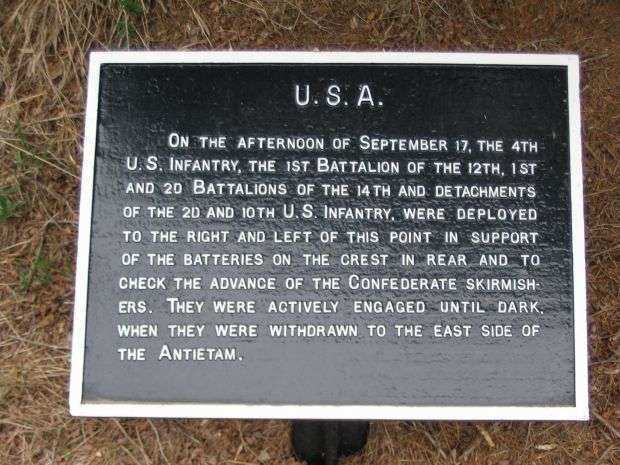 U.S.A.
On the afternoon of September 17, the 4th
U.S. Infantry, the 1st Battalion of the 12th, 1st
and 2d Battalions of the 14th and detachments
of the 2d and 10th U.S. Infantry, were deployed
to the right and left of this point in support
of the batteries on the crest in rear and to
check the advance of the Confederate skirmish-
ers. They were actively engaged until dark,
when they were withdrawn to the east side of
the Antietam.